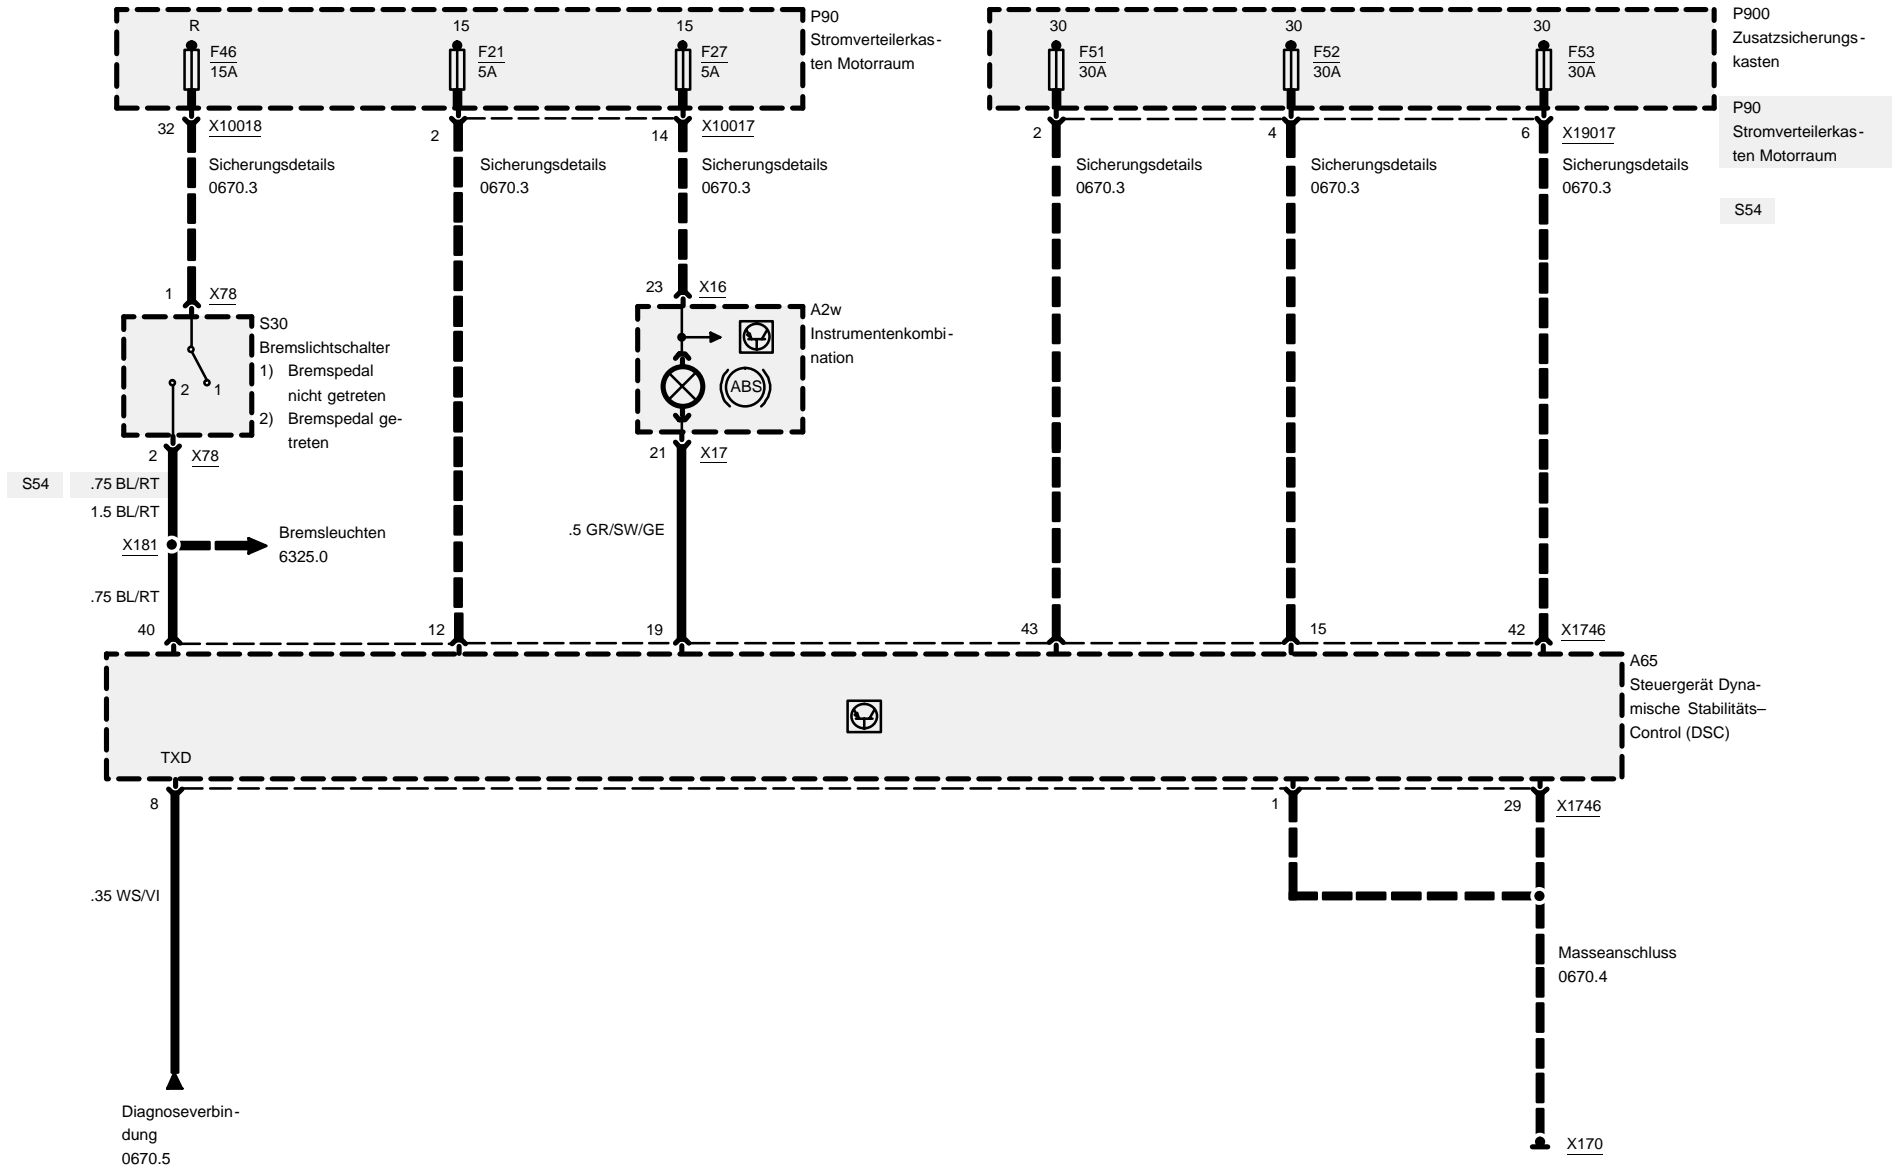 R
15
15
F46
15A
F21
5A
F27
5A
P90
Stromverteilerkas-
ten Motorraum
30
30
30
F51
30A
F52
30A
F53
30A
P900
Zusatzsicherungs-
kasten
P90
Stromverteilerkas-
ten Motorraum
S54
32
X10018
2
14
X10017
2
4
6
X19017
Sicherungsdetails
0670.3
Sicherungsdetails
0670.3
Sicherungsdetails
0670.3
Sicherungsdetails
0670.3
Sicherungsdetails
0670.3
Sicherungsdetails
0670.3
1
X78
S30
Bremslichtschalter
1) Bremspedal
nicht getreten
2) Bremspedal ge-
treten
2
1
2
X78
23
X16
A2w
Instrumentenkombi-
nation
ABS
21
X17
S54
.75 BL/RT
1.5 BL/RT
X181
Bremsleuchten
6325.0
.75 BL/RT
.5 GR/SW/GE
40
12
19
43
15
42
X1746
A65
Steuergerät Dyna-
mische Stabilitäts–
Control (DSC)
TXD
8
1
29
X1746
.35 WS/VI
Masseanschluss
0670.4
Diagnoseverbin-
dung
0670.5
X170